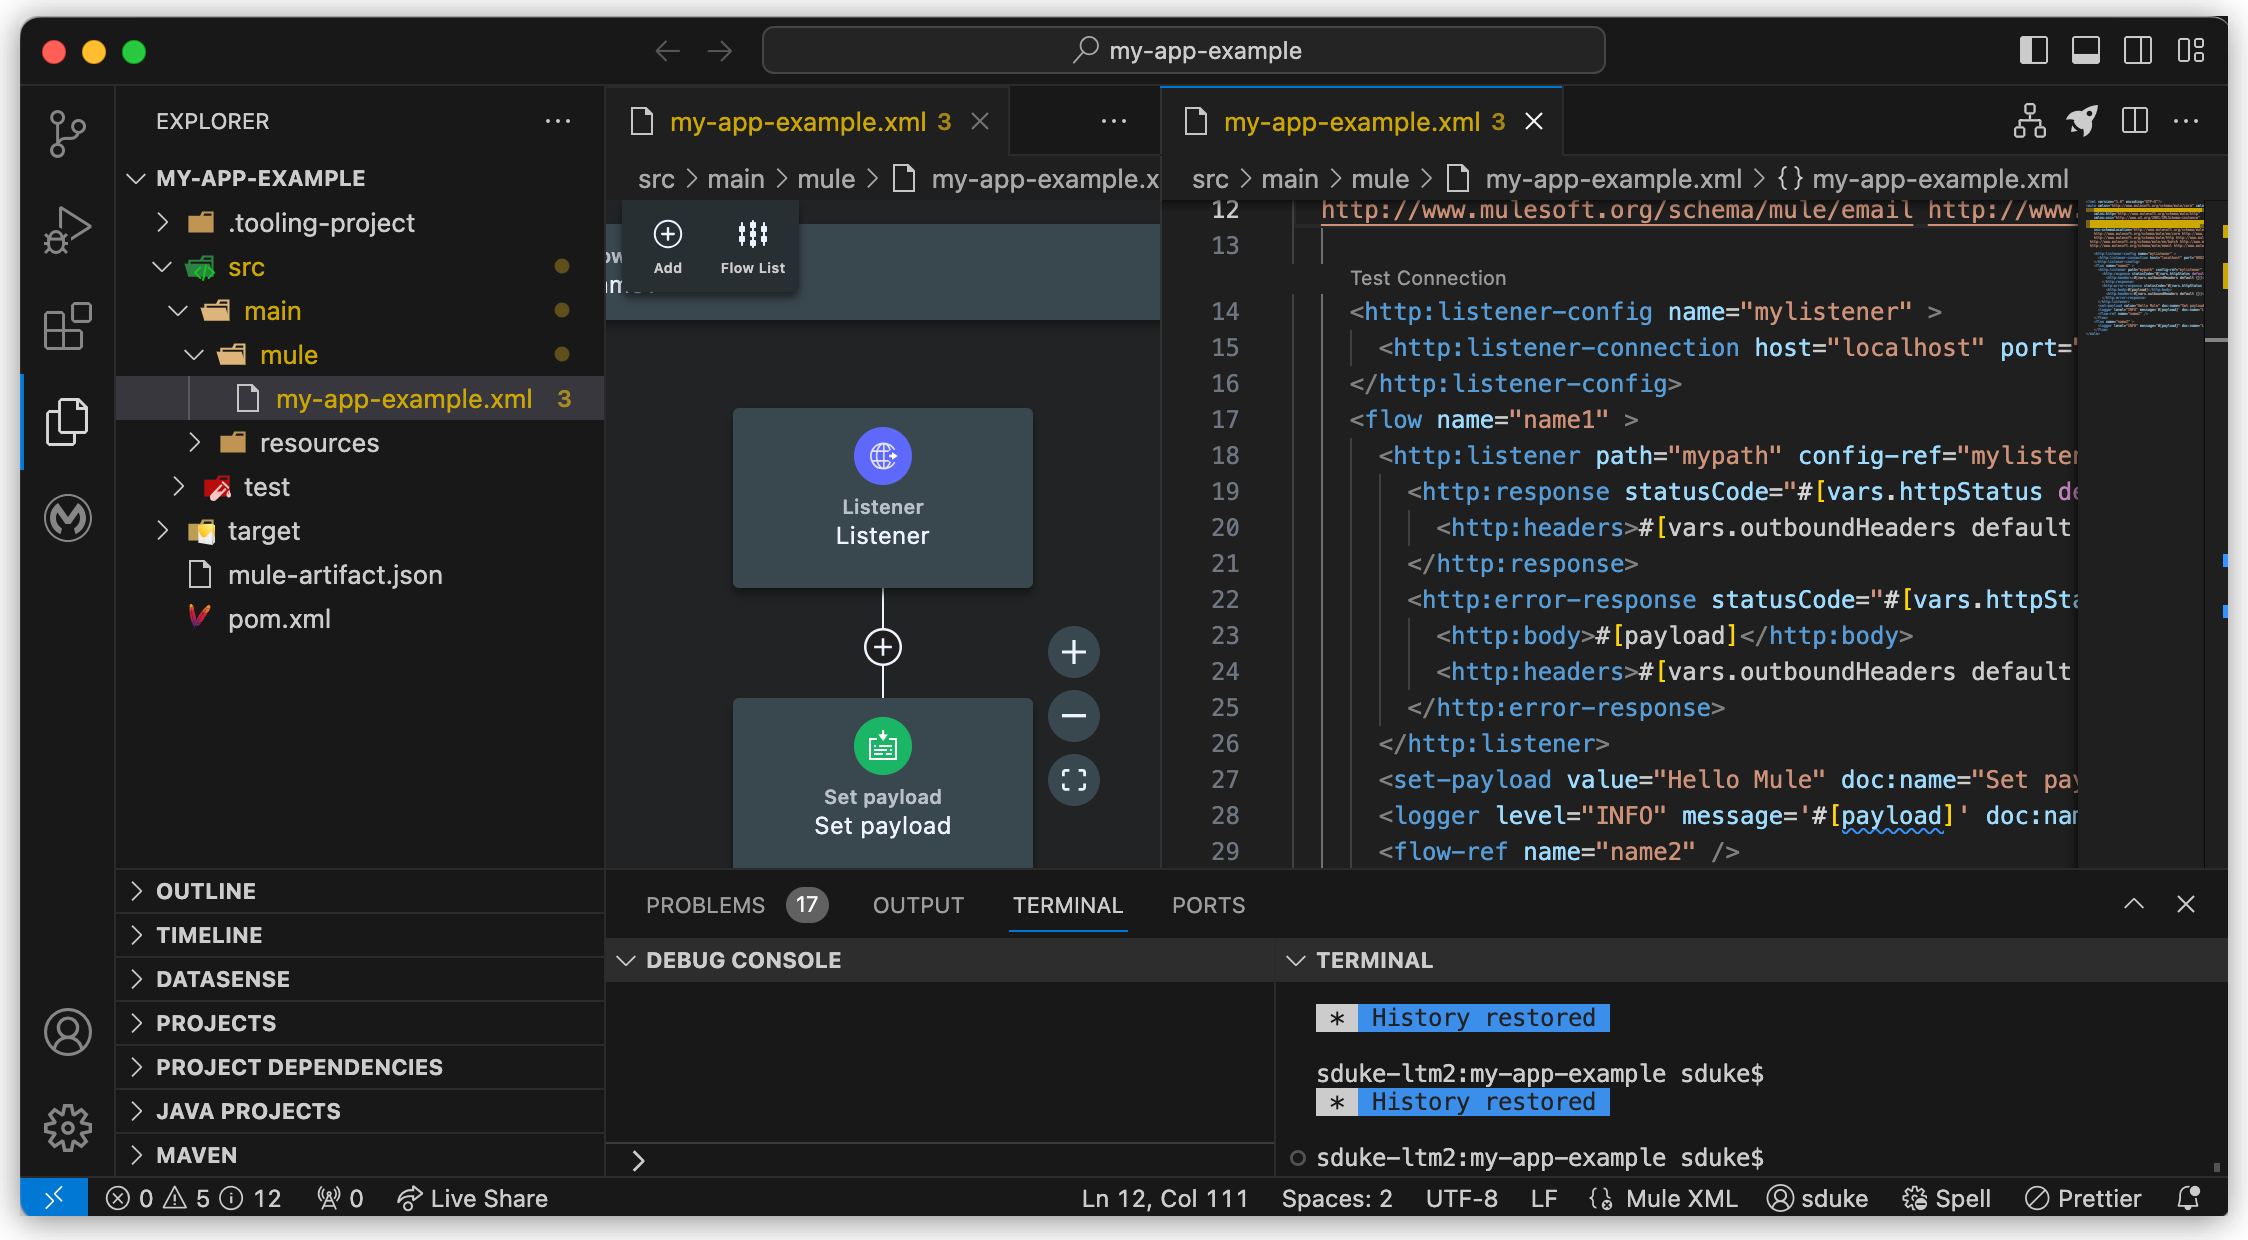 my-app-example
EXPLORER
MY-APP-EXAMPLE
.tooling-project
src
main
mule
my-app-example.xml 3
resources
test
target
mule-artifact.json
pom.xml
OUTLINE
TIMELINE
DATASENSE
PROJECTS
PROJECT DEPENDENCIES
JAVA PROJECTS
MAVEN
my-app-example.xml 3
src > main > mule > my-app-example.x
Add
Flow List
Listener
Listener
Set payload
Set payload
my-app-example.xml 3
src > main > mule > my-app-example.xml > {} my-app-example.xml
12 http://www.mulesoft.org/schema/mule/email http://www.
13
Test Connection
14 <http:listener-config name="mylistener" >
15 <http:listener-connection host="localhost" port="
16 </http:listener-config>
17 <flow name="name1" >
18 <http:listener path="mypath" config-ref="mylisten
19 <http:response statusCode="#[vars.httpStatus de
20 <http:headers>#[vars.outboundHeaders default
21 </http:response>
22 <http:error-response statusCode="#[vars.httpSta
23 <http:body>#[payload]</http:body>
24 <http:headers>#[vars.outboundHeaders default
25 </http:error-response>
26 </http:listener>
27 <set-payload value="Hello Mule" doc:name="Set pay
28 <logger level="INFO" message='#[payload]' doc:nam
29 <flow-ref name="name2" />
PROBLEMS 17 OUTPUT TERMINAL PORTS
DEBUG CONSOLE
>
TERMINAL
* History restored
sduke-ltm2:my-app-example sduke$
* History restored
sduke-ltm2:my-app-example sduke$
0 5 12 0 Live Share Ln 12, Col 111 Spaces: 2 UTF-8 LF Mule XML sduke Spell Prettier